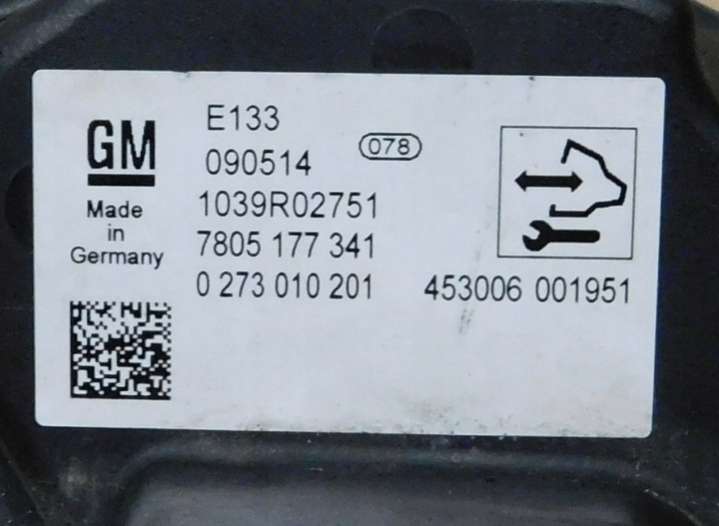 GM
Made
in
Germany
E133
090514
078
1039R02751
7805 177 341
0 273 010 201
453006 001951